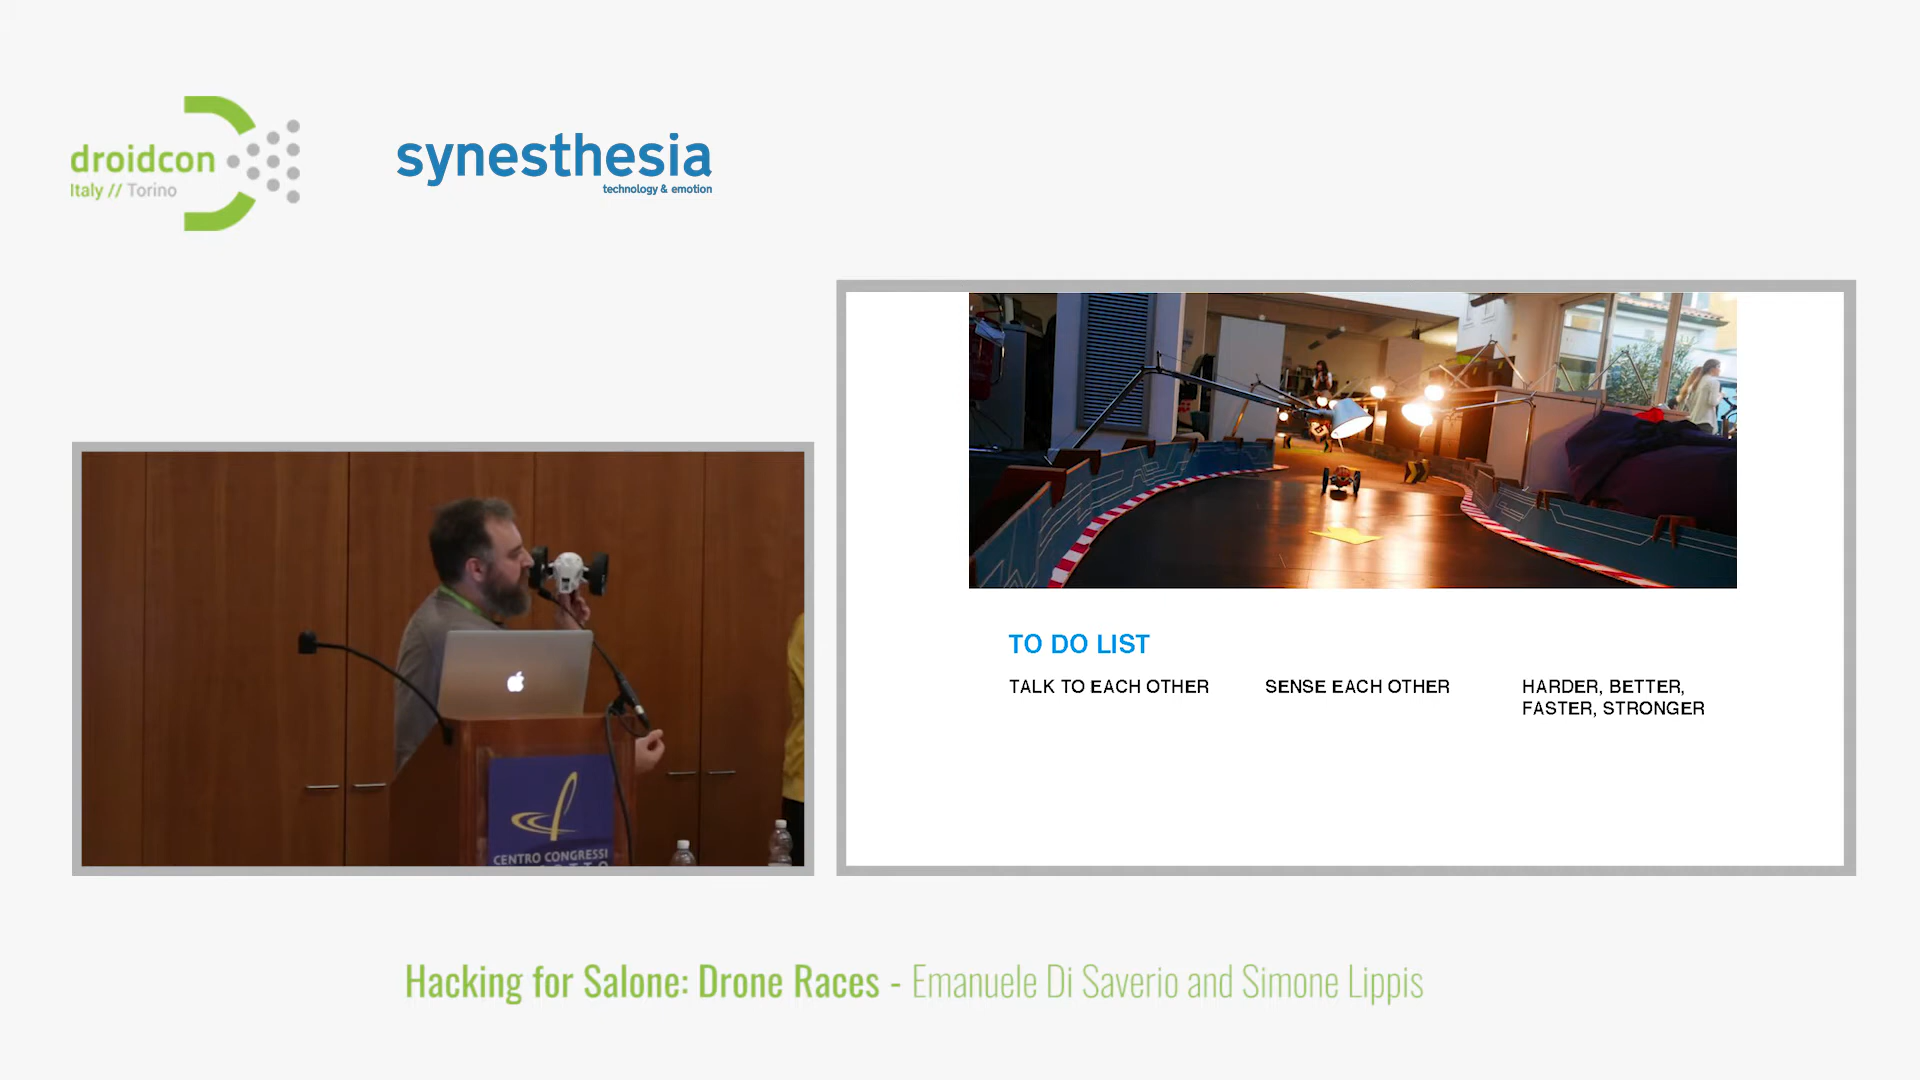 droidcon
Italy // Torino
synesthesia
technology & emotion
TO DO LIST
TALK TO EACH OTHER
SENSE EACH OTHER
HARDER, BETTER,
FASTER, STRONGER
CENTRO CONGRESSI
Hacking for Salone: Drone Races - Emanuele Di Saverio and Simone Lippis